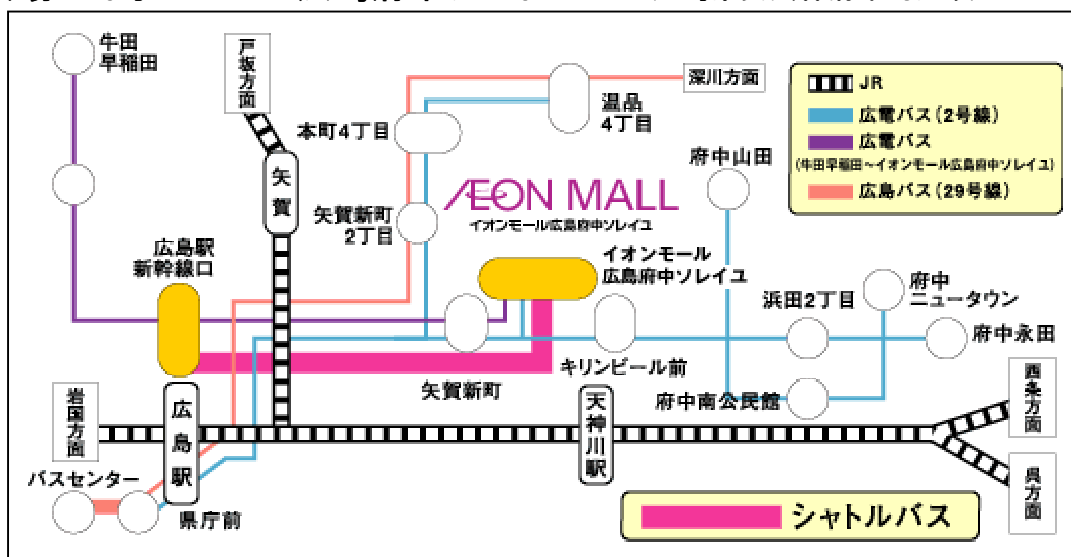 牛田
早稲田
戸坂方面
本町4丁目
温品
4丁目
深川方面
JR
広電バス(2号線)
広電バス
(牛田早稲田~イオンモール広島府中ソレイユ)
広島バス(29号線)
府中山田
矢賀
矢賀新町
2丁目
ÆON MALL
イオンモール広島府中ソレイユ
広島駅
新幹線口
イオンモール
広島府中ソレイユ
浜田2丁目
府中
ニュータウン
府中永田
キリンビール前
矢賀新町
府中南公民館
西条方面
岩国方面
広島駅
天神川駅
呉方面
バスセンター
県庁前
シャトルバス